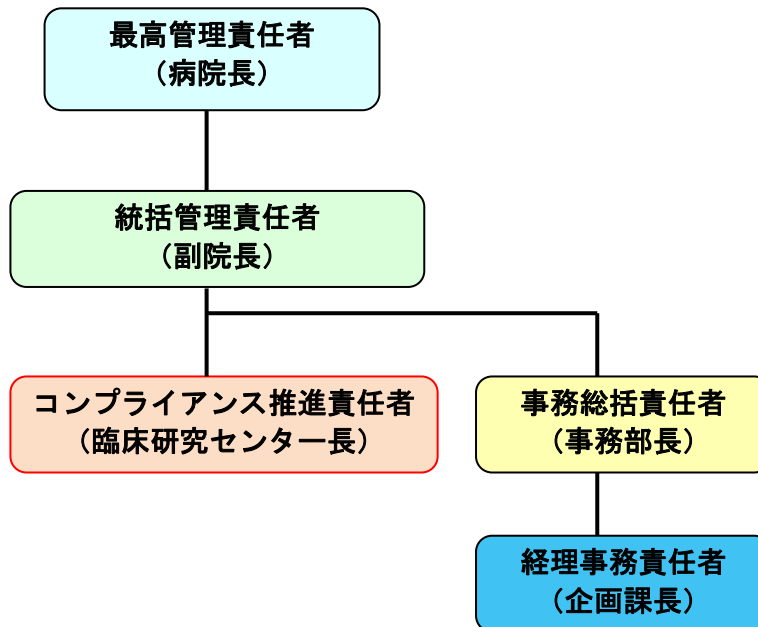 最高管理責任者
（病院長）
統括管理責任者
（副院長）
コンプライアンス推進責任者
（臨床研究センター長）
事務総括責任者
（事務部長）
経理事務責任者
（企画課長）